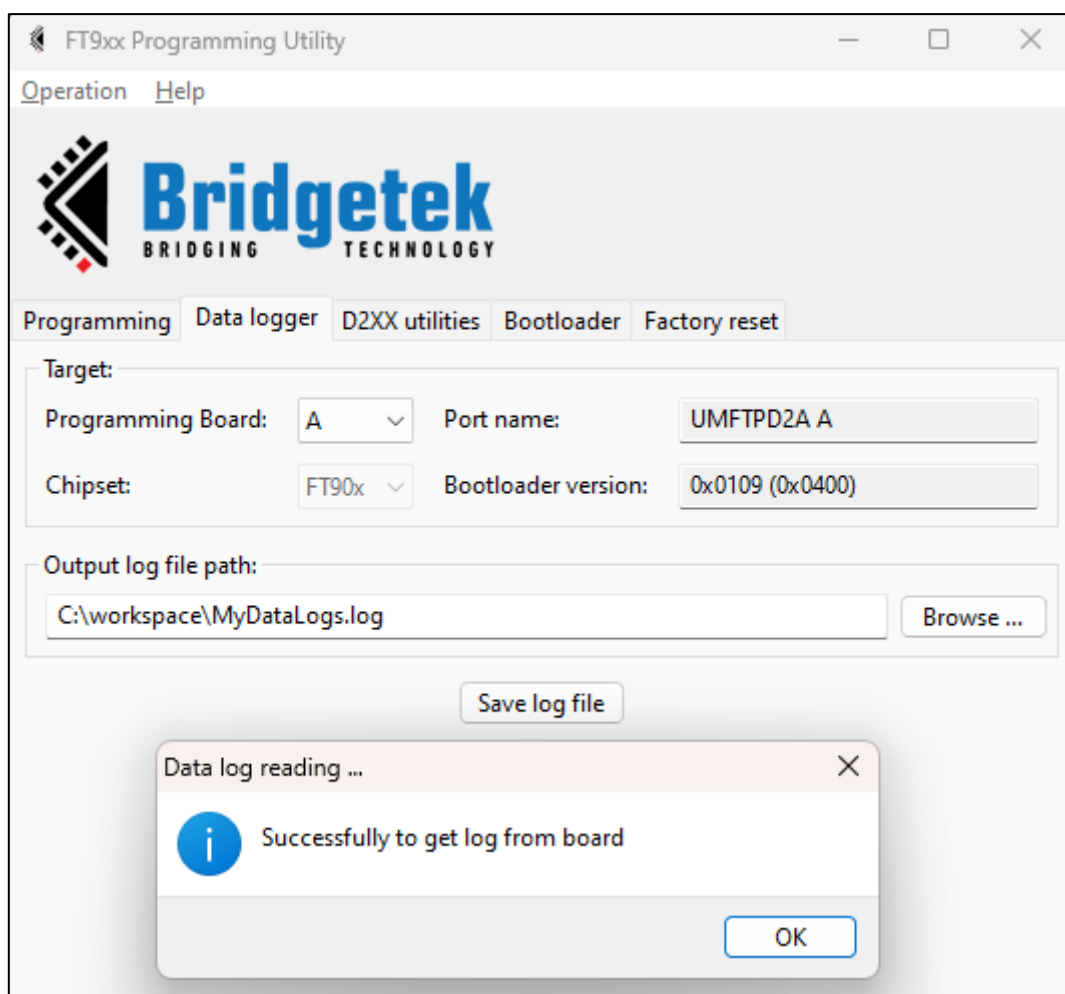 FT9xx Programming Utility
Operation Help
Bridgetek
BRIDGING TECHNOLOGY
Programming Data logger D2XX utilities Bootloader Factory reset
Target:
Programming Board: A Port name: UMFTPD2A A
Chipset: FT90x Bootloader version: 0x0109 (0x0400)
Output log file path:
C:\workspace\MyDataLogs.log Browse ...
Save log file
Data log reading ...
i Successfully to get log from board
OK